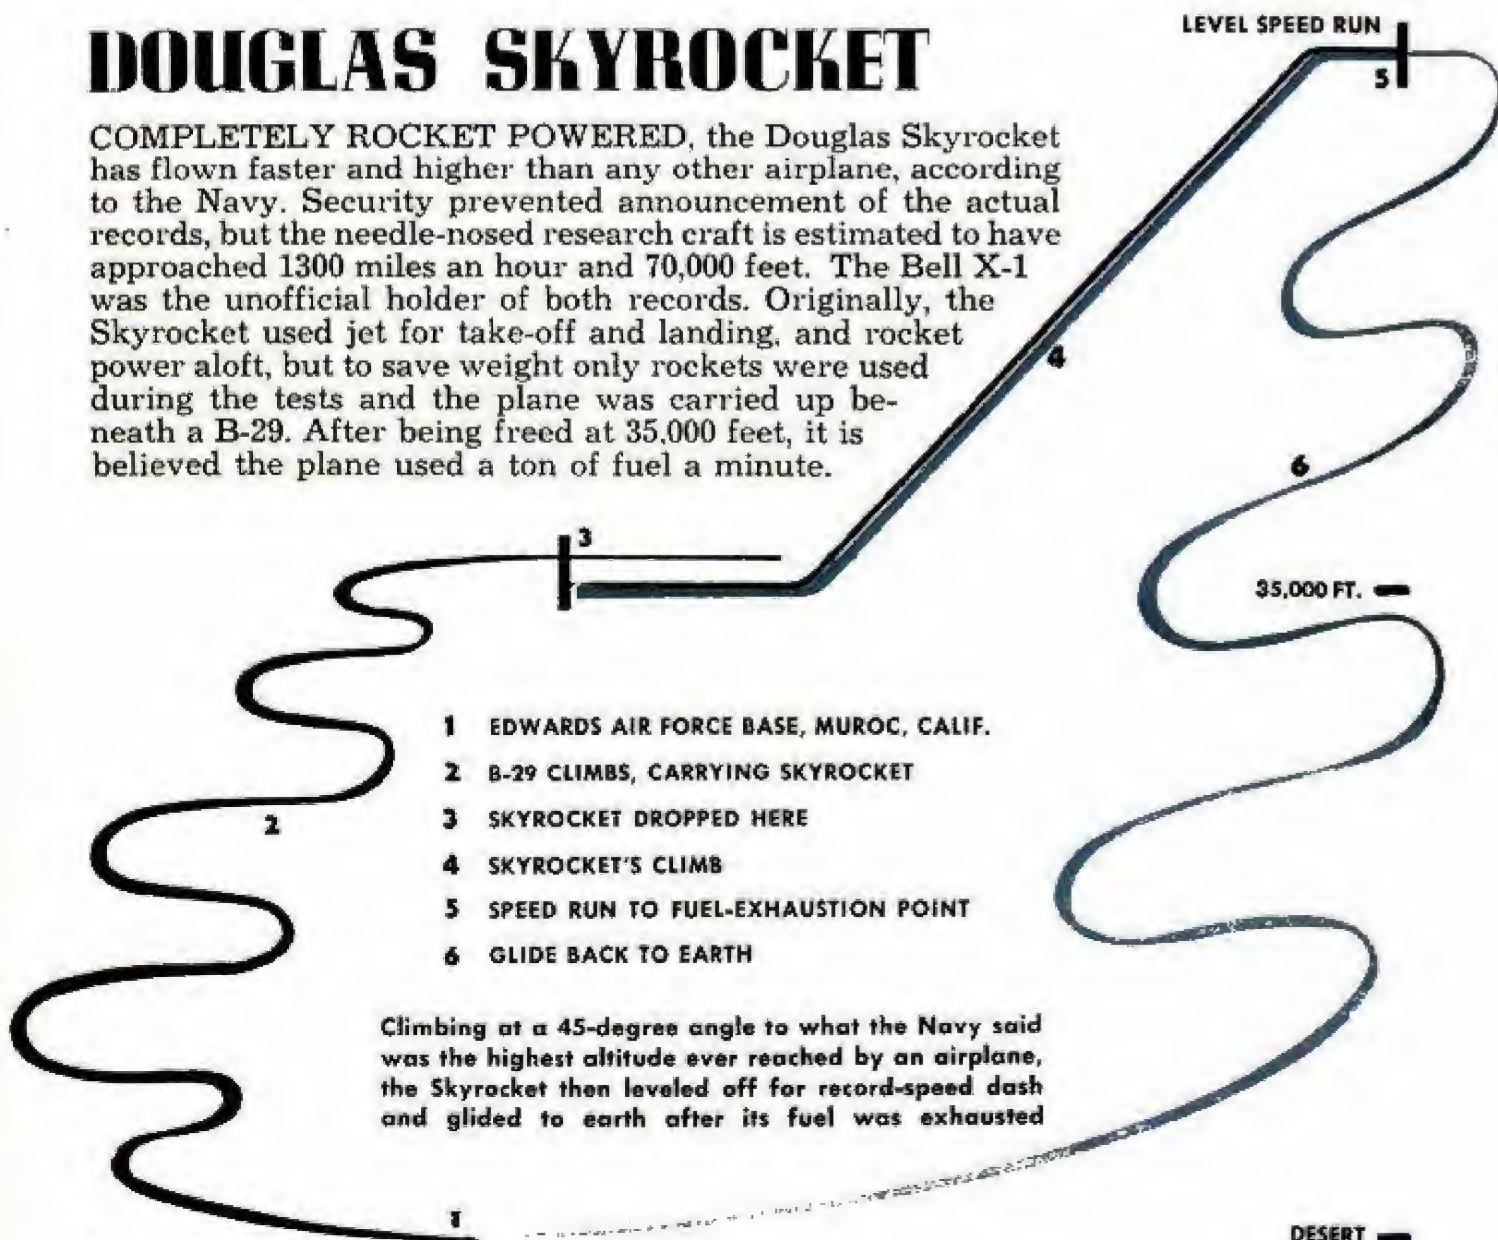 DOUGLAS SKYROCKET
LEVEL SPEED RUN
5
COMPLETELY ROCKET POWERED, the Douglas Skyrocket
has flown faster and higher than any other airplane, according
to the Navy. Security prevented announcement of the actual
records, but the needle-nosed research craft is estimated to have
approached 1300 miles an hour and 70,000 feet. The Bell X-1
was the unofficial holder of both records. Originally, the
Skyrocket used jet for take-off and landing, and rocket
power aloft, but to save weight only rockets were used
during the tests and the plane was carried up be-
neath a B-29. After being freed at 35,000 feet, it is
believed the plane used a ton of fuel a minute.
4
6
3
35,000 FT.
2
1 EDWARDS AIR FORCE BASE, MUROC, CALIF.
2 B-29 CLIMBS, CARRYING SKYROCKET
3 SKYROCKET DROPPED HERE
4 SKYROCKET'S CLIMB
5 SPEED RUN TO FUEL-EXHAUSTION POINT
6 GLIDE BACK TO EARTH
Climbing at a 45-degree angle to what the Navy said
was the highest altitude ever reached by an airplane,
the Skyrocket then leveled off for record-speed dash
and glided to earth after its fuel was exhausted
1
DESERT